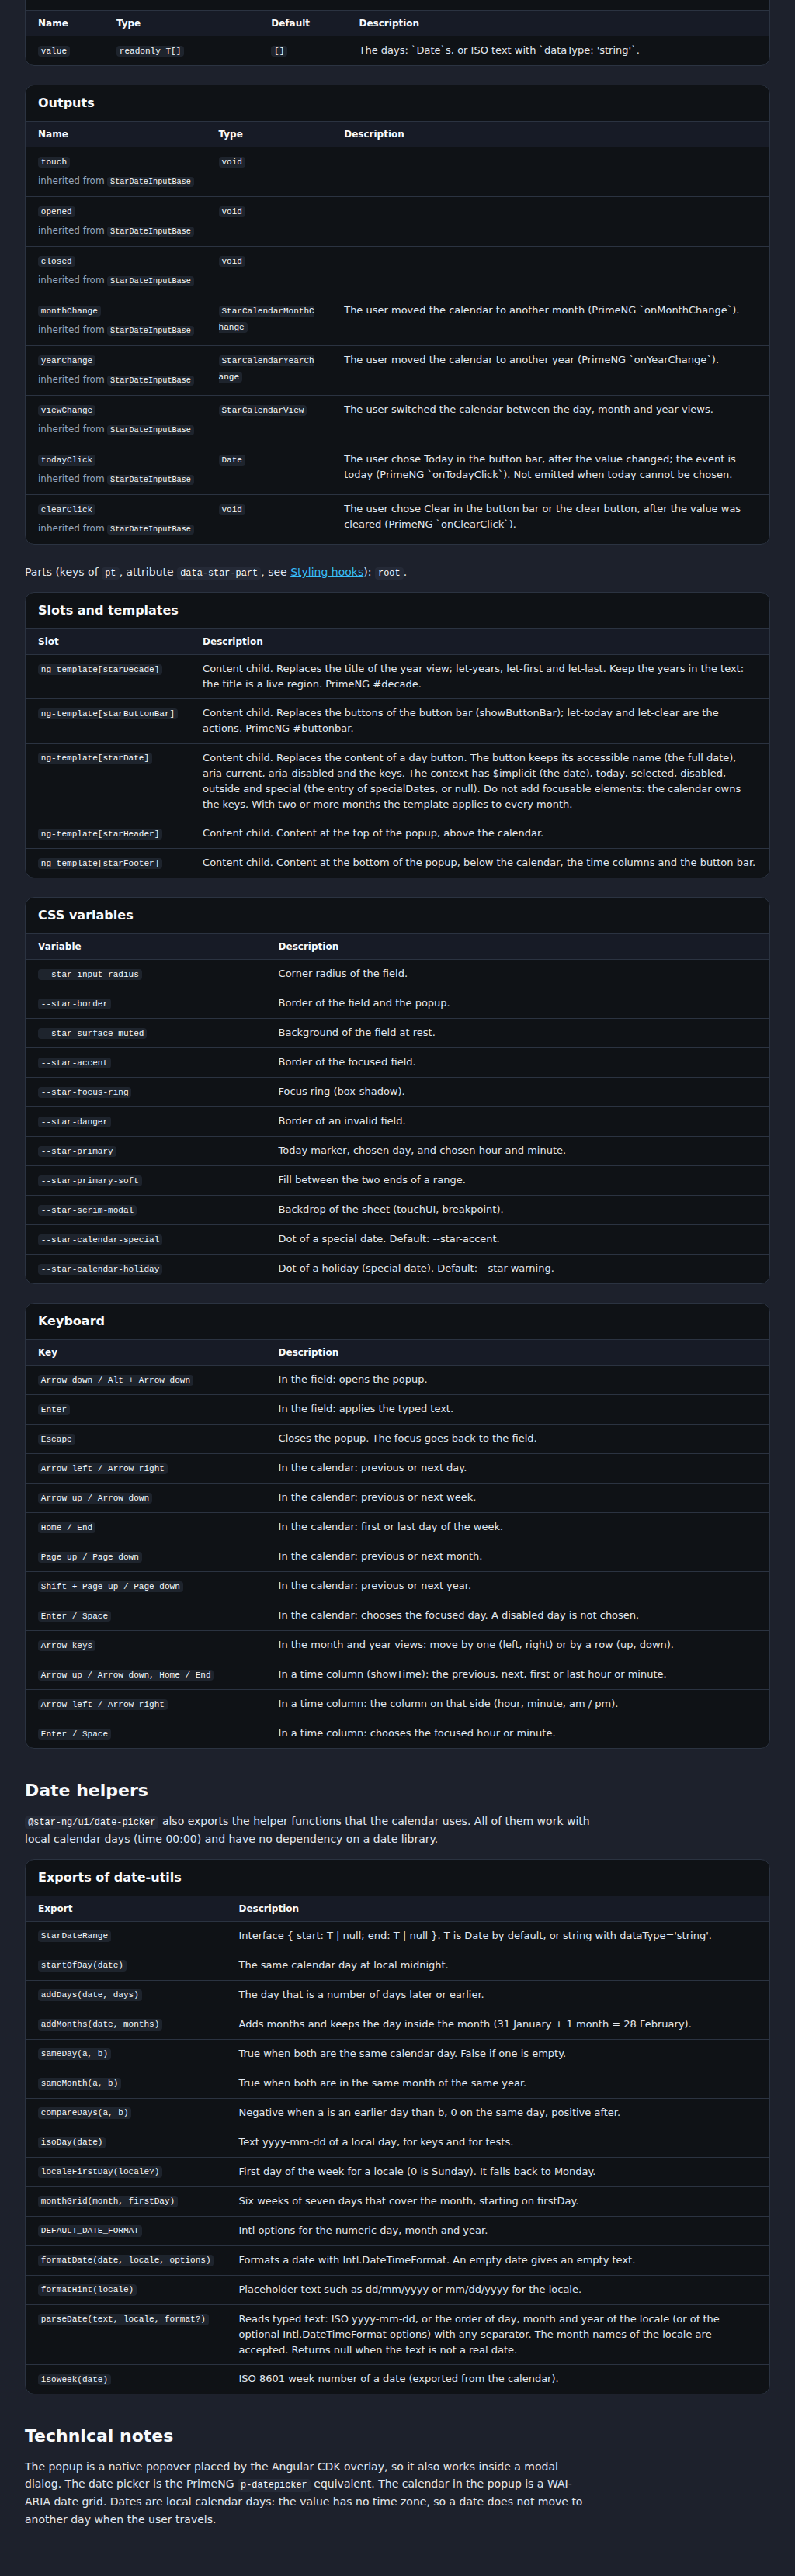 Name Type Default Description
value readonly T[] [] The days: `Date`s, or ISO text with `dataType: 'string'`.
Outputs
Name Type Description
touch void
inherited from StarDateInputBase
opened void
inherited from StarDateInputBase
closed void
inherited from StarDateInputBase
monthChange StarCalendarMonthC The user moved the calendar to another month (PrimeNG `onMonthChange`).
inherited from StarDateInputBase hange
yearChange StarCalendarYearCh The user moved the calendar to another year (PrimeNG `onYearChange`).
inherited from StarDateInputBase ange
viewChange StarCalendarView The user switched the calendar between the day, month and year views.
inherited from StarDateInputBase
todayClick Date The user chose Today in the button bar, after the value changed; the event is
inherited from StarDateInputBase today (PrimeNG `onTodayClick`). Not emitted when today cannot be chosen.
clearClick void The user chose Clear in the button bar or the clear button, after the value was
inherited from StarDateInputBase cleared (PrimeNG `onClearClick`).
Parts (keys of pt, attribute data-star-part, see Styling hooks): root.
Slots and templates
Slot Description
ng-template[starDecade] Content child. Replaces the title of the year view; let-years, let-first and let-last. Keep the years in the text:
the title is a live region. PrimeNG #decade.
ng-template[starButtonBar] Content child. Replaces the buttons of the button bar (showButtonBar); let-today and let-clear are the
actions. PrimeNG #buttonbar.
ng-template[starDate] Content child. Replaces the content of a day button. The button keeps its accessible name (the full date),
aria-current, aria-disabled and the keys. The context has $implicit (the date), today, selected, disabled,
outside and special (the entry of specialDates, or null). Do not add focusable elements: the calendar owns
the keys. With two or more months the template applies to every month.
ng-template[starHeader] Content child. Content at the top of the popup, above the calendar.
ng-template[starFooter] Content child. Content at the bottom of the popup, below the calendar, the time columns and the button bar.
CSS variables
Variable Description
--star-input-radius Corner radius of the field.
--star-border Border of the field and the popup.
--star-surface-muted Background of the field at rest.
--star-accent Border of the focused field.
--star-focus-ring Focus ring (box-shadow).
--star-danger Border of an invalid field.
--star-primary Today marker, chosen day, and chosen hour and minute.
--star-primary-soft Fill between the two ends of a range.
--star-scrim-modal Backdrop of the sheet (touchUI, breakpoint).
--star-calendar-special Dot of a special date. Default: --star-accent.
--star-calendar-holiday Dot of a holiday (special date). Default: --star-warning.
Keyboard
Key Description
Arrow down / Alt + Arrow down In the field: opens the popup.
Enter In the field: applies the typed text.
Escape Closes the popup. The focus goes back to the field.
Arrow left / Arrow right In the calendar: previous or next day.
Arrow up / Arrow down In the calendar: previous or next week.
Home / End In the calendar: first or last day of the week.
Page up / Page down In the calendar: previous or next month.
Shift + Page up / Page down In the calendar: previous or next year.
Enter / Space In the calendar: chooses the focused day. A disabled day is not chosen.
Arrow keys In the month and year views: move by one (left, right) or by a row (up, down).
Arrow up / Arrow down, Home / End In a time column (showTime): the previous, next, first or last hour or minute.
Arrow left / Arrow right In a time column: the column on that side (hour, minute, am / pm).
Enter / Space In a time column: chooses the focused hour or minute.
Date helpers
@star-ng/ui/date-picker also exports the helper functions that the calendar uses. All of them work with
local calendar days (time 00:00) and have no dependency on a date library.
Exports of date-utils
Export Description
StarDateRange Interface { start: T | null; end: T | null }. T is Date by default, or string with dataType='string'.
startOfDay(date) The same calendar day at local midnight.
addDays(date, days) The day that is a number of days later or earlier.
addMonths(date, months) Adds months and keeps the day inside the month (31 January + 1 month = 28 February).
sameDay(a, b) True when both are the same calendar day. False if one is empty.
sameMonth(a, b) True when both are in the same month of the same year.
compareDays(a, b) Negative when a is an earlier day than b, 0 on the same day, positive after.
isoDay(date) Text yyyy-mm-dd of a local day, for keys and for tests.
localeFirstDay(locale?) First day of the week for a locale (0 is Sunday). It falls back to Monday.
monthGrid(month, firstDay) Six weeks of seven days that cover the month, starting on firstDay.
DEFAULT_DATE_FORMAT Intl options for the numeric day, month and year.
formatDate(date, locale, options) Formats a date with Intl.DateTimeFormat. An empty date gives an empty text.
formatHint(locale) Placeholder text such as dd/mm/yyyy or mm/dd/yyyy for the locale.
parseDate(text, locale, format?) Reads typed text: ISO yyyy-mm-dd, or the order of day, month and year of the locale (or of the
optional Intl.DateTimeFormat options) with any separator. The month names of the locale are
accepted. Returns null when the text is not a real date.
isoWeek(date) ISO 8601 week number of a date (exported from the calendar).
Technical notes
The popup is a native popover placed by the Angular CDK overlay, so it also works inside a modal
dialog. The date picker is the PrimeNG p-datepicker equivalent. The calendar in the popup is a WAI-
ARIA date grid. Dates are local calendar days: the value has no time zone, so a date does not move to
another day when the user travels.